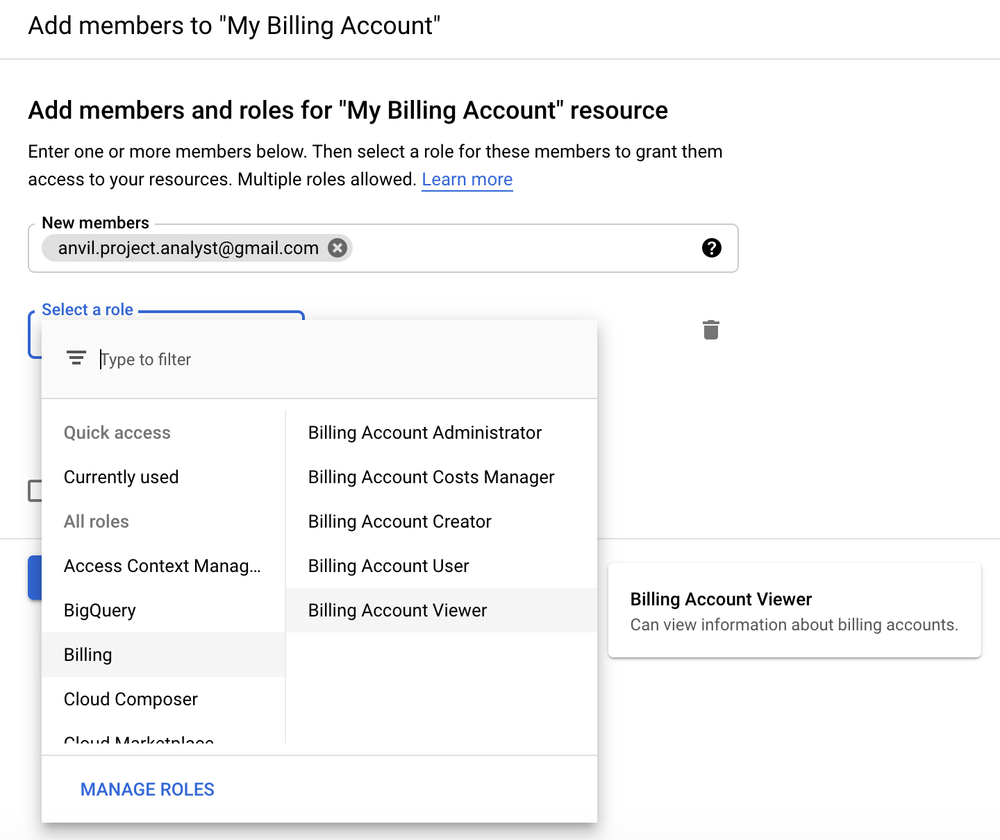 Add members to "My Billing Account"
Add members and roles for "My Billing Account" resource
Enter one or more members below. Then select a role for these members to grant them
access to your resources. Multiple roles allowed. Learn more
New members
anvil.project.analyst@gmail.com
Select a role
Type to filter
Quick access
Currently used
All roles
Access Context Manag...
BigQuery
Billing
Cloud Composer
Cloud Marketplace
Billing Account Administrator
Billing Account Costs Manager
Billing Account Creator
Billing Account User
Billing Account Viewer
Billing Account Viewer
Can view information about billing accounts.
MANAGE ROLES